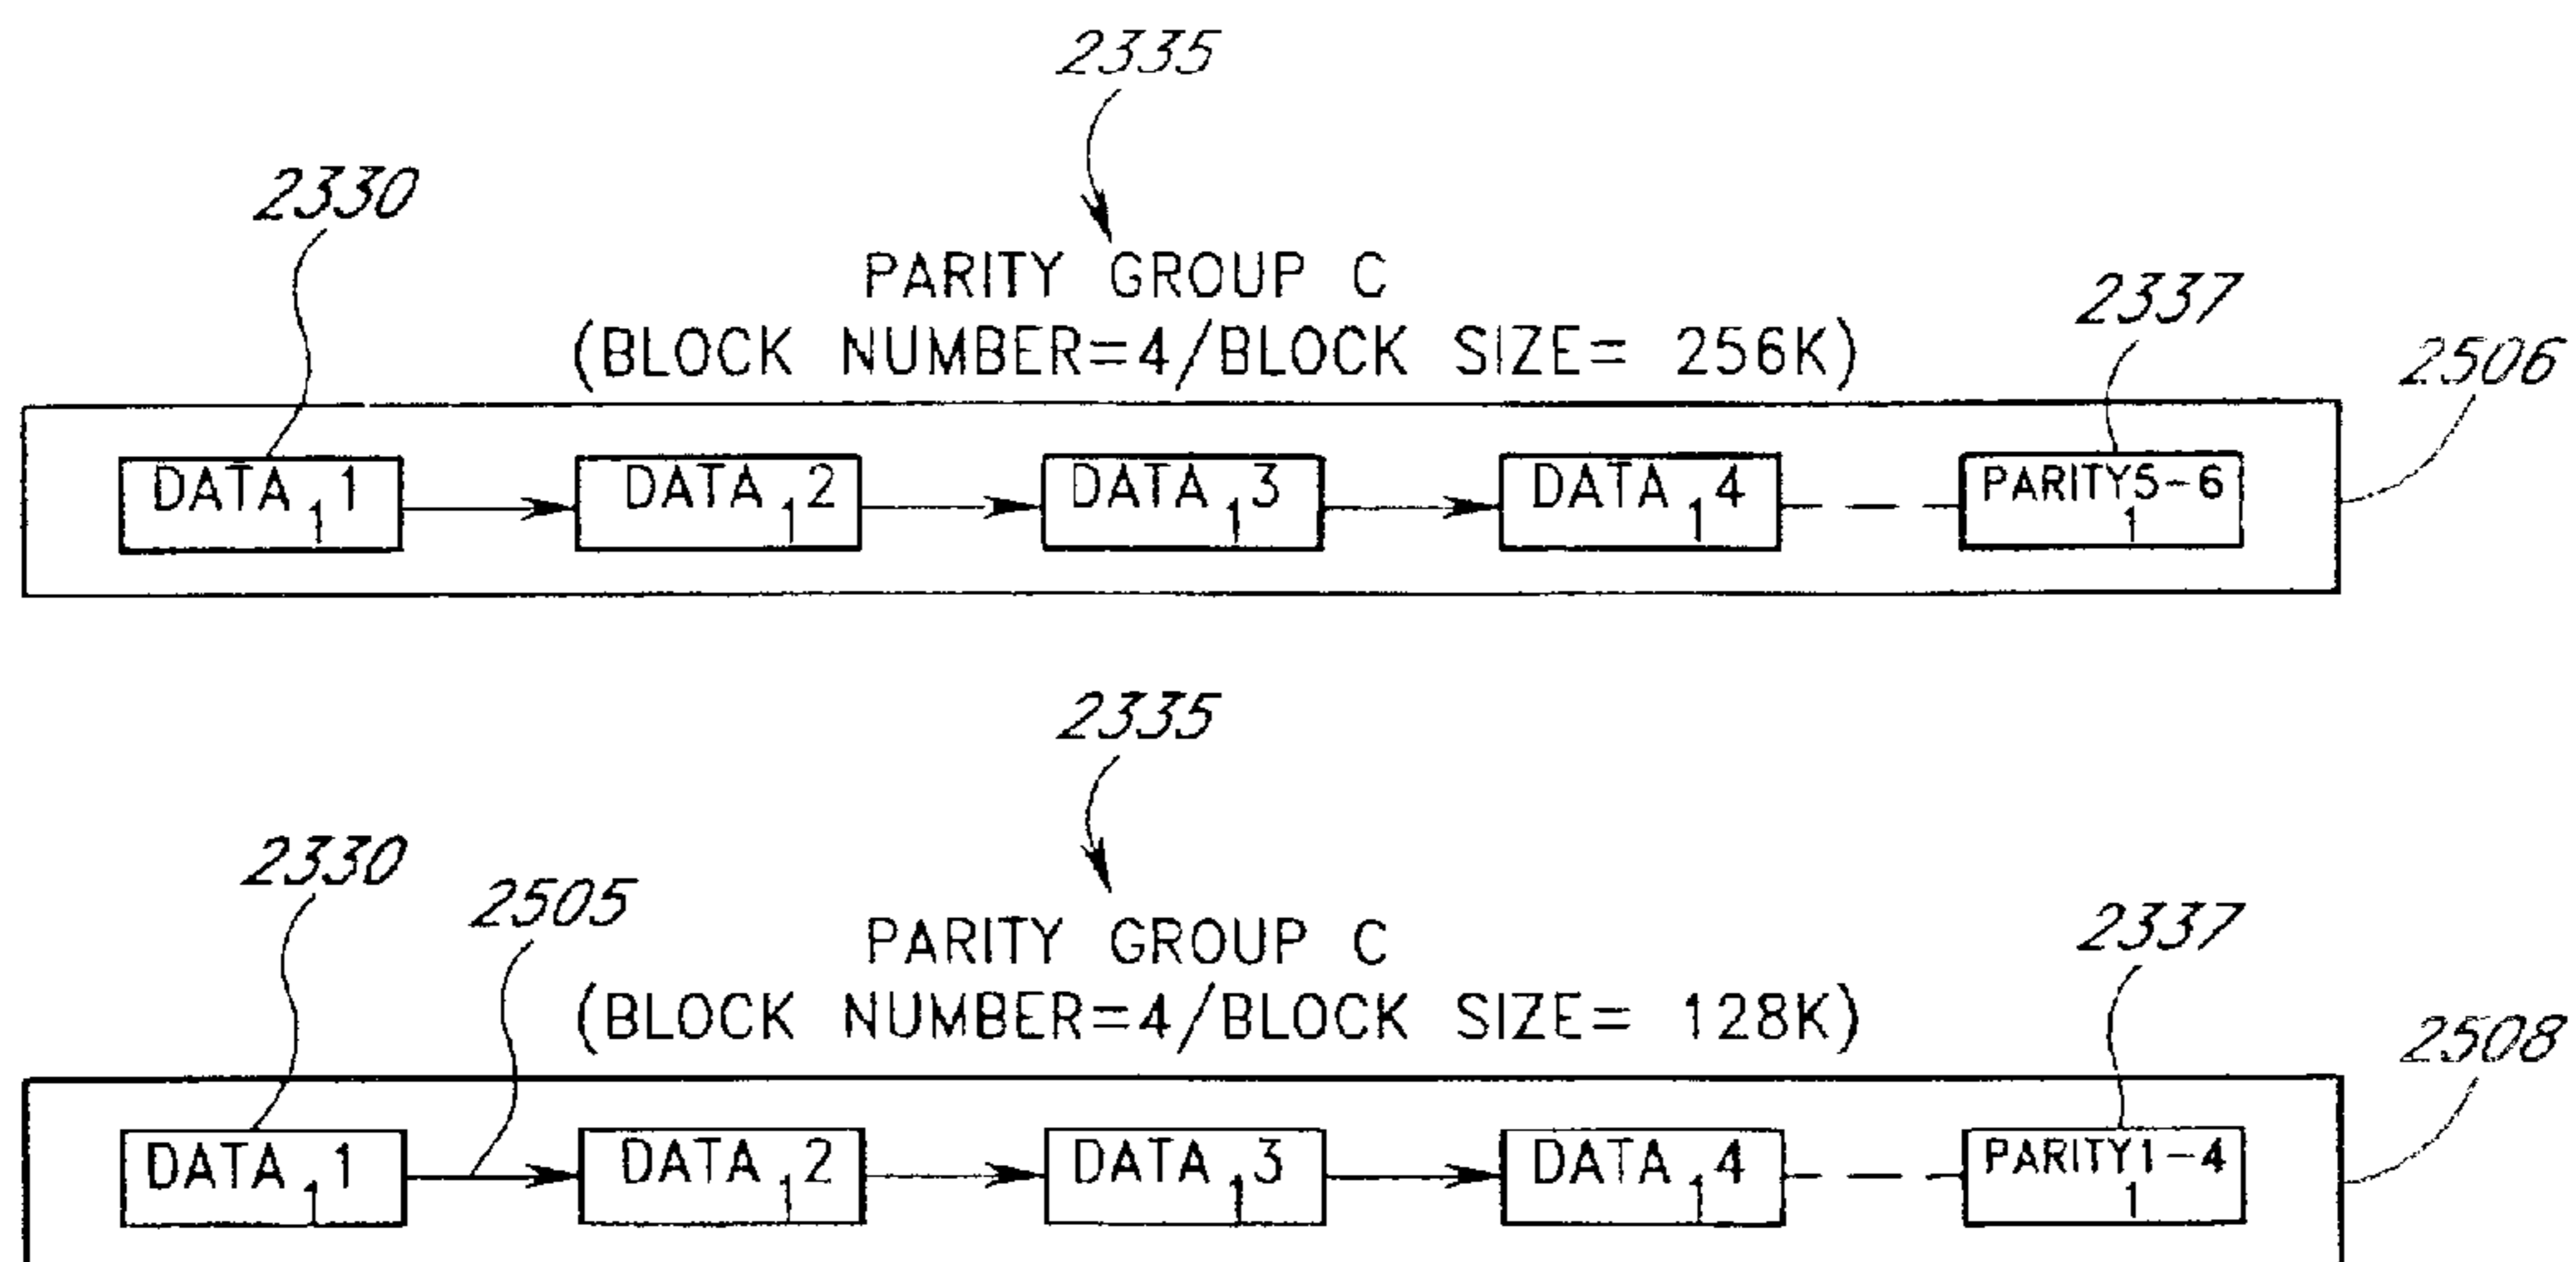 2335
2330
PARITY GROUP C
2337
(BLOCK NUMBER=4/BLOCK SIZE= 256K)
2506
DATA 1 1
DATA 1 2
DATA 1 3
DATA 1 4
PARITY5-6
1
2335
2330
2505
PARITY GROUP C
2337
(BLOCK NUMBER=4/BLOCK SIZE= 128K)
2508
DATA 1 1
DATA 1 2
DATA 1 3
DATA 1 4
PARITY1-4
1